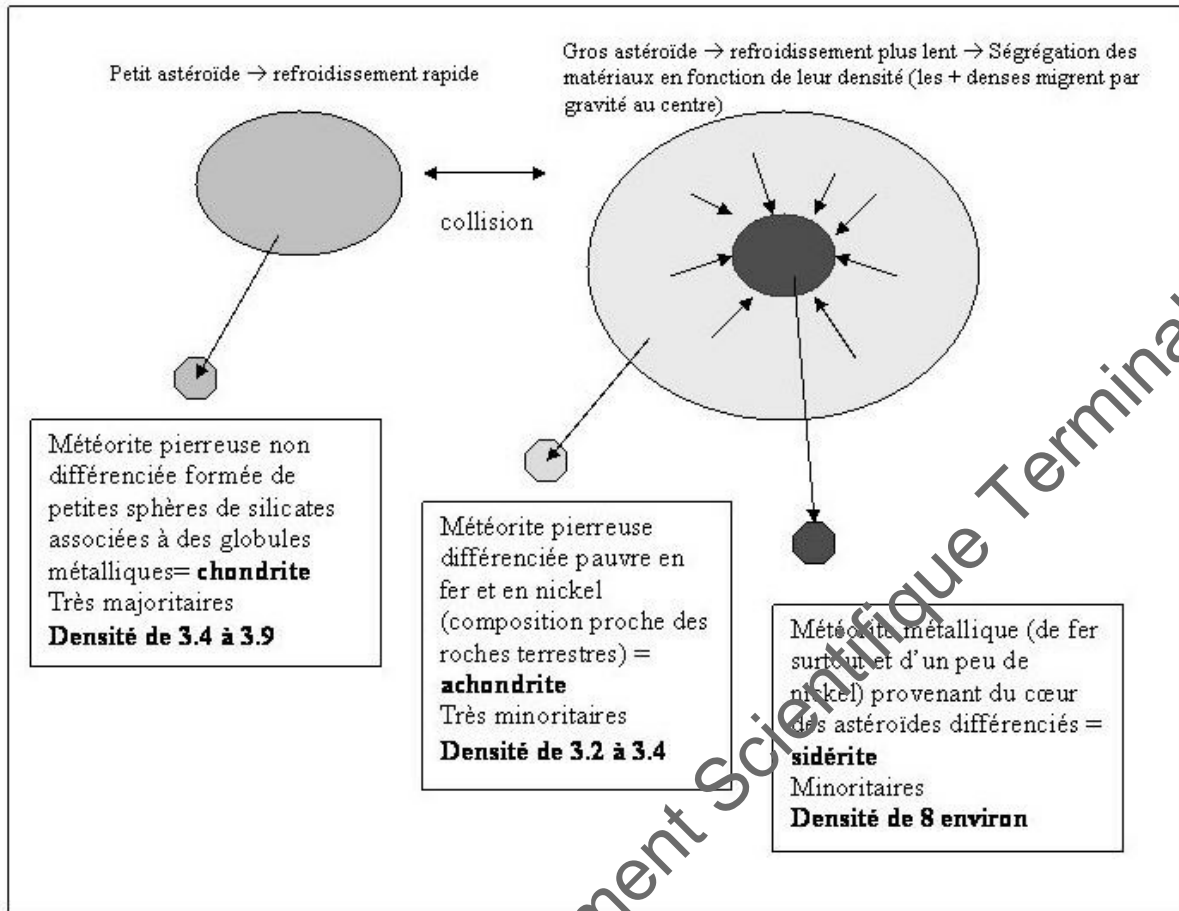 Petit astéroïde → refroidissement rapide
Gros astéroïde → refroidissement plus lent → Ségrégation des
matériaux en fonction de leur densité (les + denses migrent par
gravité au centre)
collision
Météorite pierreuse non
différenciée formée de
petites sphères de silicates
associées à des globules
métalliques= chondrite
Très majoritaires
Densité de 3.4 à 3.9
Météorite pierreuse
différenciée pauvre en
fer et en nickel
(composition proche des
roches terrestres) =
achondrite
Très minoritaires
Densité de 3.2 à 3.4
Météorite métallique (de fer
surtout et d'un peu de
nickel) provenant du cœur
des astéroïdes différenciés =
sidérite
Minoritaires
Densité de 8 environ
ment Scientifique Terminal